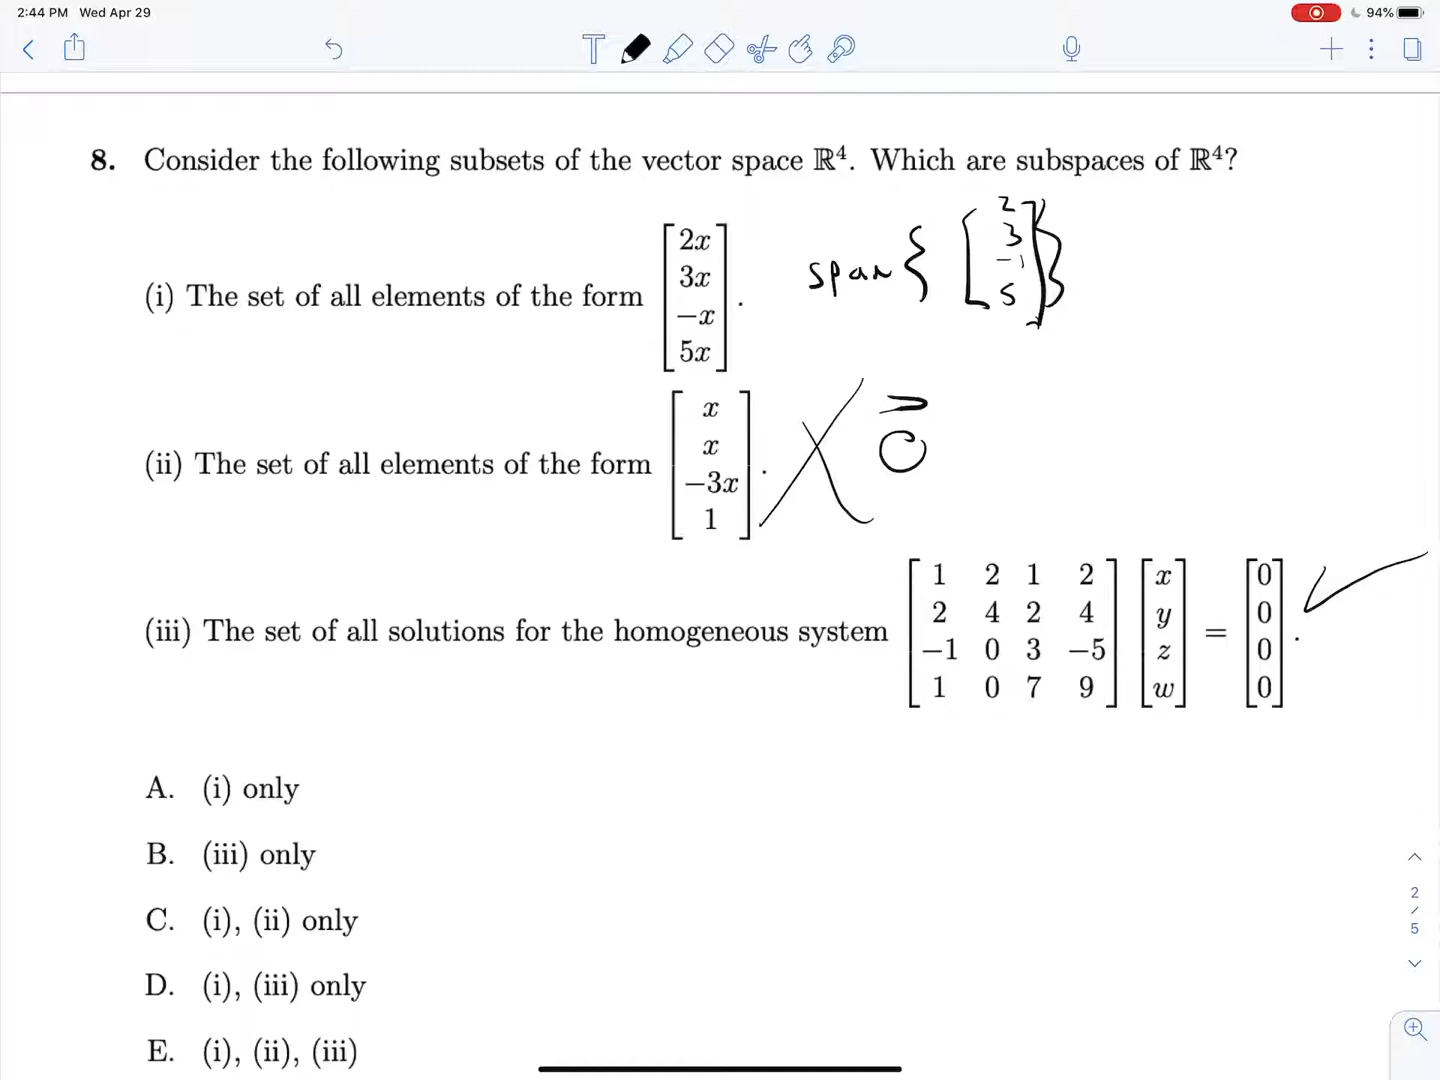 2:44 PM Wed Apr 29
94%
T
8. Consider the following subsets of the vector space ℝ⁴. Which are subspaces of ℝ⁴?
(i) The set of all elements of the form [2x 3x −x 5x]. span{[2 3 -1 5]}
(ii) The set of all elements of the form [x x −3x 1]. X 0⃗
(iii) The set of all solutions for the homogeneous system [1 2 1 2
2 4 2 4
−1 0 3 −5
1 0 7 9] [x y z w] = [0 0 0 0]. ✓
A. (i) only
B. (iii) only
C. (i), (ii) only
D. (i), (iii) only
E. (i), (ii), (iii)
2
/
5